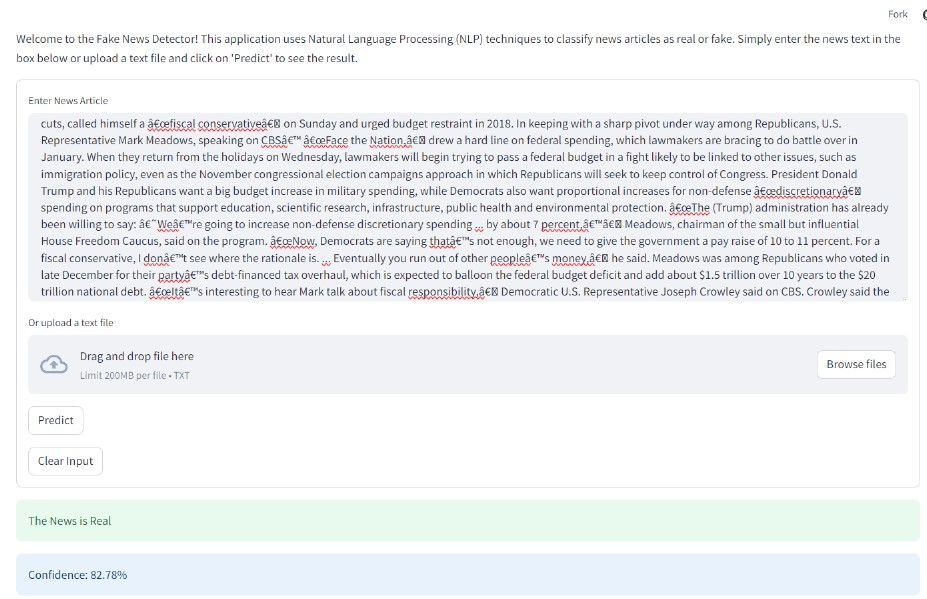 Fork
Welcome to the Fake News Detector! This application uses Natural Language Processing (NLP) techniques to classify news articles as real or fake. Simply enter the news text in the
box below or upload a text file and click on 'Predict' to see the result.
Enter News Article
cuts, called himself a â€œfiscal conservativeâ€ on Sunday and urged budget restraint in 2018. In keeping with a sharp pivot under way among Republicans, U.S.
Representative Mark Meadows, speaking on CBSâ€™ â€œFace the Nation,â€ drew a hard line on federal spending, which lawmakers are bracing to do battle over in
January. When they return from the holidays on Wednesday, lawmakers will begin trying to pass a federal budget in a fight likely to be linked to other issues, such as
immigration policy, even as the November congressional election campaigns approach in which Republicans will seek to keep control of Congress. President Donald
Trump and his Republicans want a big budget increase in military spending, while Democrats also want proportional increases for non-defense â€œdiscretionaryâ€
spending on programs that support education, scientific research, infrastructure, public health and environmental protection. â€œThe (Trump) administration has already
been willing to say: â€˜Weâ€™re going to increase non-defense discretionary spending ... by about 7 percent,â€™â€ Meadows, chairman of the small but influential
House Freedom Caucus, said on the program. â€œNow, Democrats are saying thatâ€™s not enough, we need to give the government a pay raise of 10 to 11 percent. For a
fiscal conservative, I donâ€™t see where the rationale is. ... Eventually you run out of other peopleâ€™s money,â€ he said. Meadows was among Republicans who voted in
late December for their partyâ€™s debt-financed tax overhaul, which is expected to balloon the federal budget deficit and add about $1.5 trillion over 10 years to the $20
trillion national debt. â€œItâ€™s interesting to hear Mark talk about fiscal responsibility,â€ Democratic U.S. Representative Joseph Crowley said on CBS. Crowley said the
Or upload a text file
Drag and drop file here
Limit 200MB per file • TXT
Browse files
Predict
Clear Input
The News is Real
Confidence: 82.78%